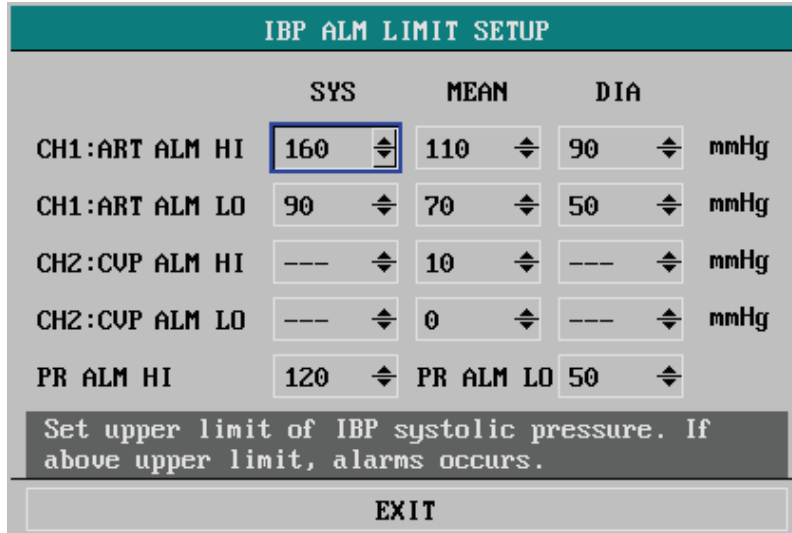 IBP ALM LIMIT SETUP
SYS MEAN DIA
CH1:ART ALM HI 160 110 90 mmHg
CH1:ART ALM LO 90 70 50 mmHg
CH2:CVP ALM HI --- 10 --- mmHg
CH2:CVP ALM LO --- 0 --- mmHg
PR ALM HI 120 PR ALM LO 50
Set upper limit of IBP systolic pressure. If
above upper limit, alarms occurs.
EXIT